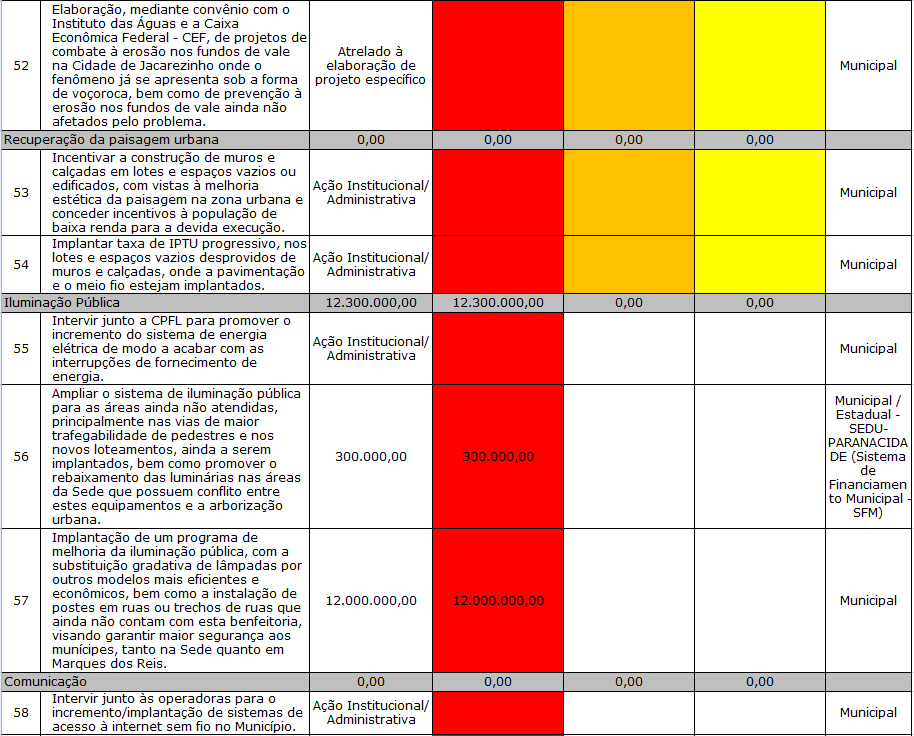 Elaboração, mediante convênio com o
Instituto das Águas e a Caixa
Econômica Federal - CEF, de projetos de
combate à erosão nos fundos de vale
na Cidade de Jacarezinho onde o
fenômeno já se apresenta sob a forma
de voçoroca, bem como de prevenção à
erosão nos fundos de vale ainda não
afetados pelo problema.
52
Atrelado à
elaboração de
projeto específico
Municipal
Recuperação da paisagem urbana 0,00 0,00 0,00 0,00
53
Incentivar a construção de muros e
calçadas em lotes e espaços vazios ou
edificados, com vistas à melhoria
estética da paisagem na zona urbana e
conceder incentivos à população de
baixa renda para a devida execução.
Ação Institucional/
Administrativa
Municipal
54
Implantar taxa de IPTU progressivo, nos
lotes e espaços vazios desprovidos de
muros e calçadas, onde a pavimentação
e o meio fio estejam implantados.
Ação Institucional/
Administrativa
Municipal
Iluminação Pública 12.300.000,00 12.300.000,00 0,00 0,00
55
Intervir junto a CPFL para promover o
incremento do sistema de energia
elétrica de modo a acabar com as
interrupções de fornecimento de
energia.
Ação Institucional/
Administrativa
Municipal
56
Ampliar o sistema de iluminação pública
para as áreas ainda não atendidas,
principalmente nas vias de maior
trafegabilidade de pedestres e nos
novos loteamentos, ainda a serem
implantados, bem como promover o
rebaixamento das luminárias nas áreas
da Sede que possuem conflito entre
estes equipamentos e a arborização
urbana.
300.000,00
300.000,00
Municipal /
Estadual -
SEDU-
PARANACIDA
DE (Sistema
de
Financiamen
to Municipal -
SFM)
57
Implantação de um programa de
melhoria da iluminação pública, com a
substituição gradativa de lâmpadas por
outros modelos mais eficientes e
econômicos, bem como a instalação de
postes em ruas ou trechos de ruas que
ainda não contam com esta benfeitoria,
visando garantir maior segurança aos
munícipes, tanto na Sede quanto em
Marques dos Reis.
12.000.000,00
12.000.000,00
Municipal
Comunicação 0,00 0,00 0,00 0,00
58
Intervir junto às operadoras para o
incremento/implantação de sistemas de
acesso à internet sem fio no Município.
Ação Institucional/
Administrativa
Municipal